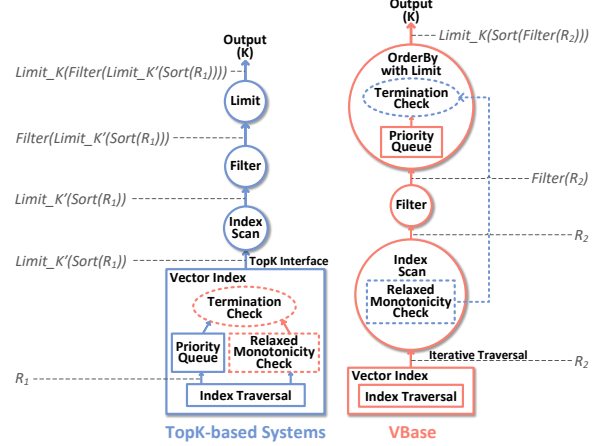 Output
(K)
Limit_K(Filter(Limit_K'(Sort(R1))))
Limit
Filter(Limit_K'(Sort(R1)))
Filter
Limit_K'(Sort(R1))
Index
Scan
Limit_K'(Sort(R1))
TopK Interface
Vector Index
Termination
Check
Priority
Queue
Relaxed
Monotonicity
Check
R1
Index Traversal
TopK-based Systems
Output
(K)
Limit_K(Sort(Filter(R2)))
OrderBy
with Limit
Termination
Check
Priority
Queue
Filter(R2)
Filter
R2
Index
Scan
Relaxed
Monotonicity
Check
Iterative Traversal
R2
Vector Index
Index Traversal
VBase